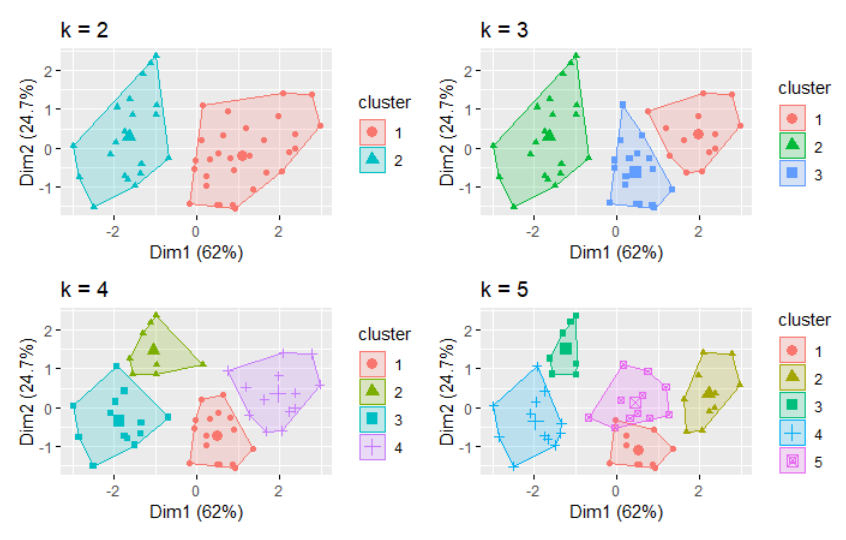 k = 2
2
1
0
-1
Dim2 (24.7%)
-2
0
2
Dim1 (62%)
cluster
1
2
k = 3
2
1
0
-1
Dim2 (24.7%)
-2
0
2
Dim1 (62%)
cluster
1
2
3
k = 4
2
1
0
-1
Dim2 (24.7%)
-2
0
2
Dim1 (62%)
cluster
1
2
3
4
k = 5
2
1
0
-1
Dim2 (24.7%)
-2
0
2
Dim1 (62%)
cluster
1
2
3
4
5